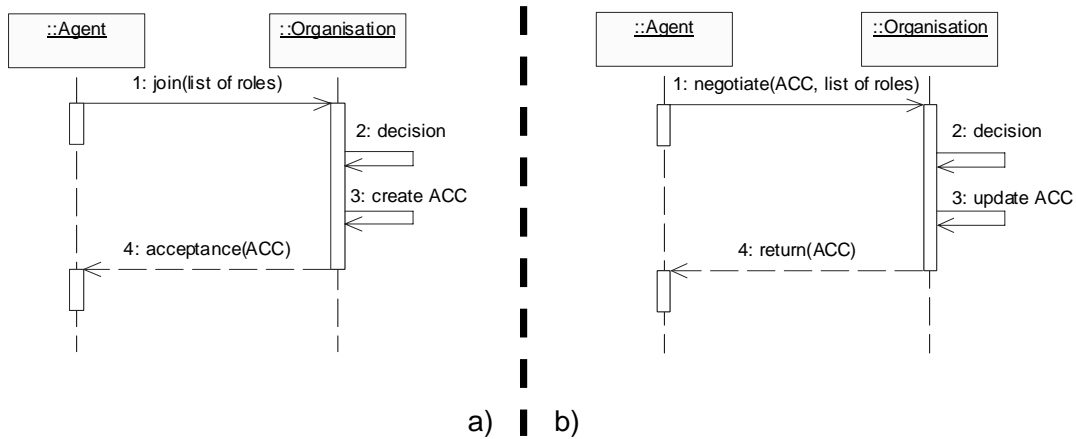 ::Agent
::Organisation
1: join(list of roles)
2: decision
3: create ACC
4: acceptance(ACC)
a)
::Agent
::Organisation
1: negotiate(ACC, list of roles)
2: decision
3: update ACC
4: return(ACC)
b)